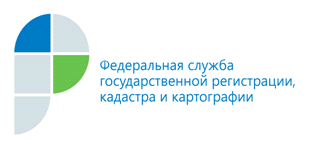 Федеральная служба
государственной регистрации,
кадастра и картографии